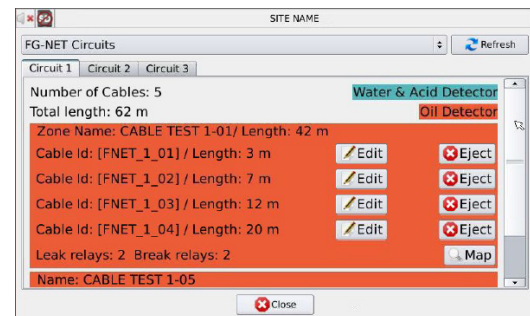 SITE NAME
FG-NET Circuits Refresh
Circuit 1 Circuit 2 Circuit 3
Number of Cables: 5 Water & Acid Detector
Total length: 62 m Oil Detector
Zone Name: CABLE TEST 1-01/ Length: 42 m
Cable Id: [FNET_1_01] / Length: 3 m Edit Eject
Cable Id: [FNET_1_02] / Length: 7 m Edit Eject
Cable Id: [FNET_1_03] / Length: 12 m Edit Eject
Cable Id: [FNET_1_04] / Length: 20 m Edit Eject
Leak relays: 2 Break relays: 2 Map
Name: CABLE TEST 1-05
Close